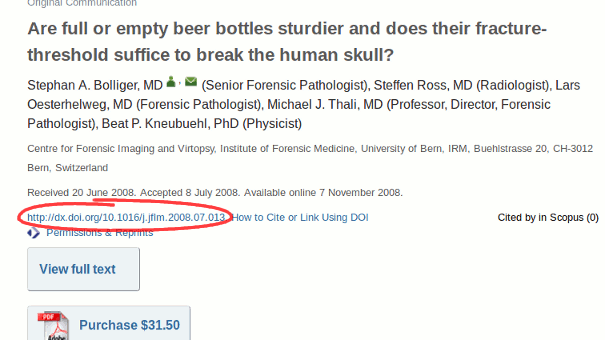 Original Communication
Are full or empty beer bottles sturdier and does their fracture-
threshold suffice to break the human skull?
Stephan A. Bolliger, MD , (Senior Forensic Pathologist), Steffen Ross, MD (Radiologist), Lars
Oesterhelweg, MD (Forensic Pathologist), Michael J. Thali, MD (Professor, Director, Forensic
Pathologist), Beat P. Kneubuehl, PhD (Physicist)
Centre for Forensic Imaging and Virtopsy, Institute of Forensic Medicine, University of Bern, IRM, Buehlstrasse 20, CH-3012
Bern, Switzerland
Received 20 June 2008. Accepted 8 July 2008. Available online 7 November 2008.
http://dx.doi.org/10.1016/j.jflm.2008.07.013, How to Cite or Link Using DOI
Cited by in Scopus (0)
Permissions & Reprints
View full text
PDF
Adobe
Purchase $31.50